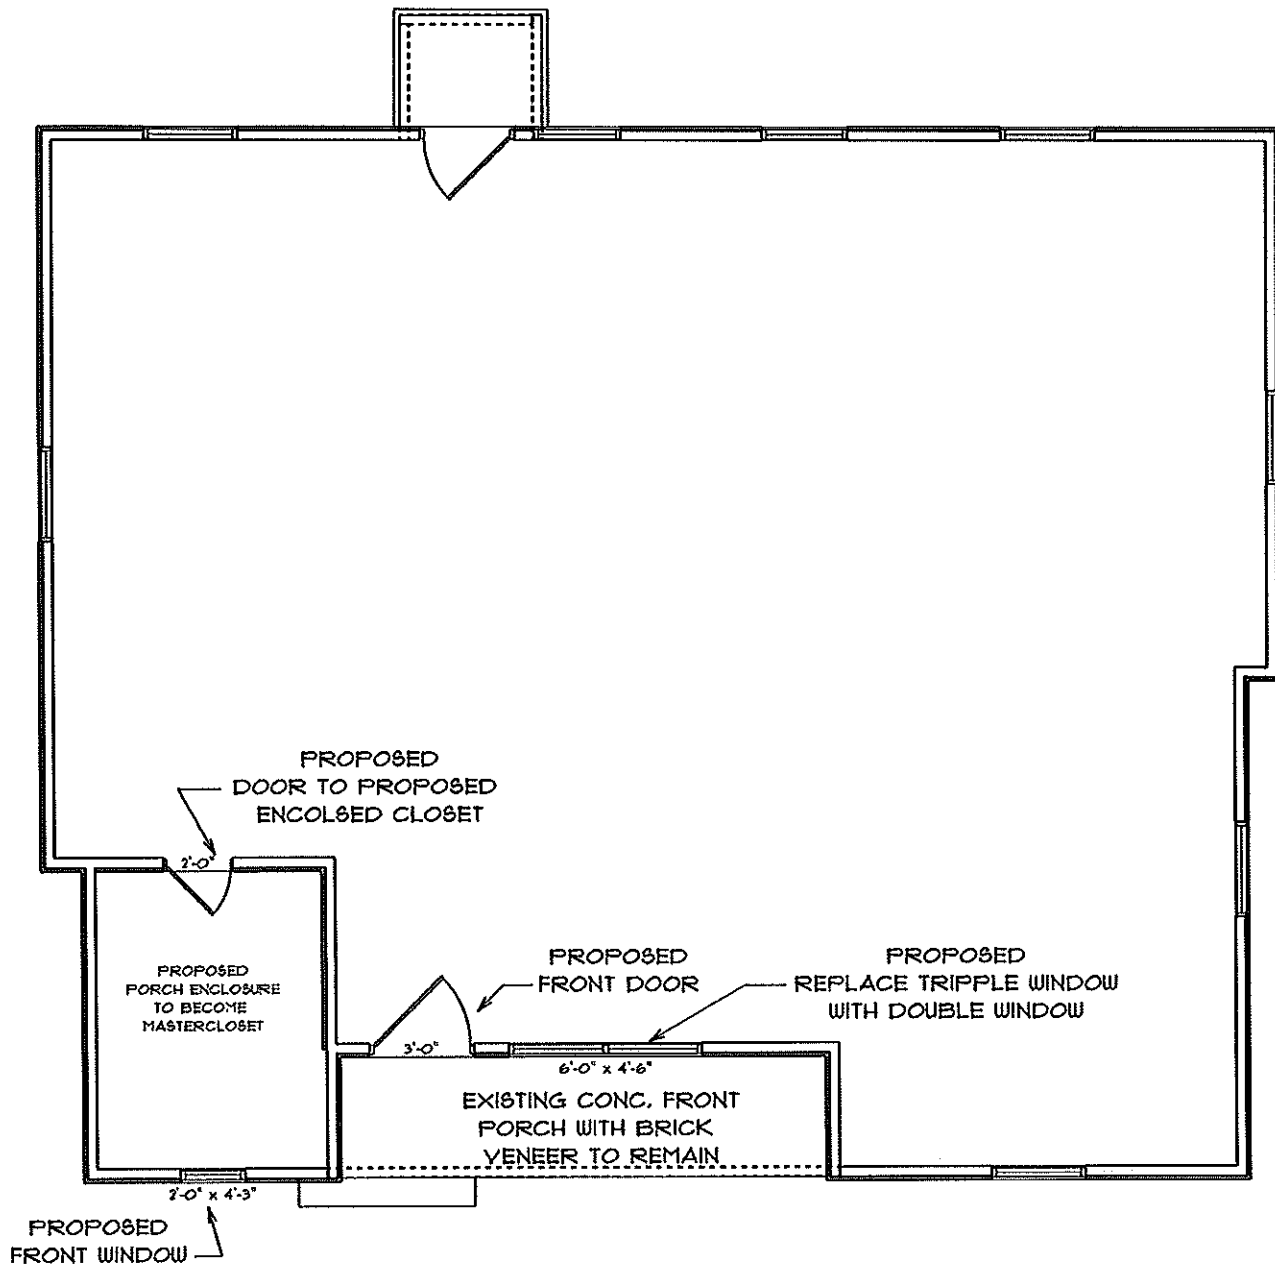 PROPOSED
DOOR TO PROPOSED
ENCOLSED CLOSET
2'-0"
PROPOSED
PORCH ENCLOSURE
TO BECOME
MASTERCLOSET
PROPOSED
FRONT DOOR
PROPOSED
REPLACE TRIPPLE WINDOW
WITH DOUBLE WINDOW
3'-0"
6'-0" x 4'-6"
EXISTING CONC. FRONT
PORCH WITH BRICK
VENEER TO REMAIN
2'-0" x 4'-3"
PROPOSED
FRONT WINDOW